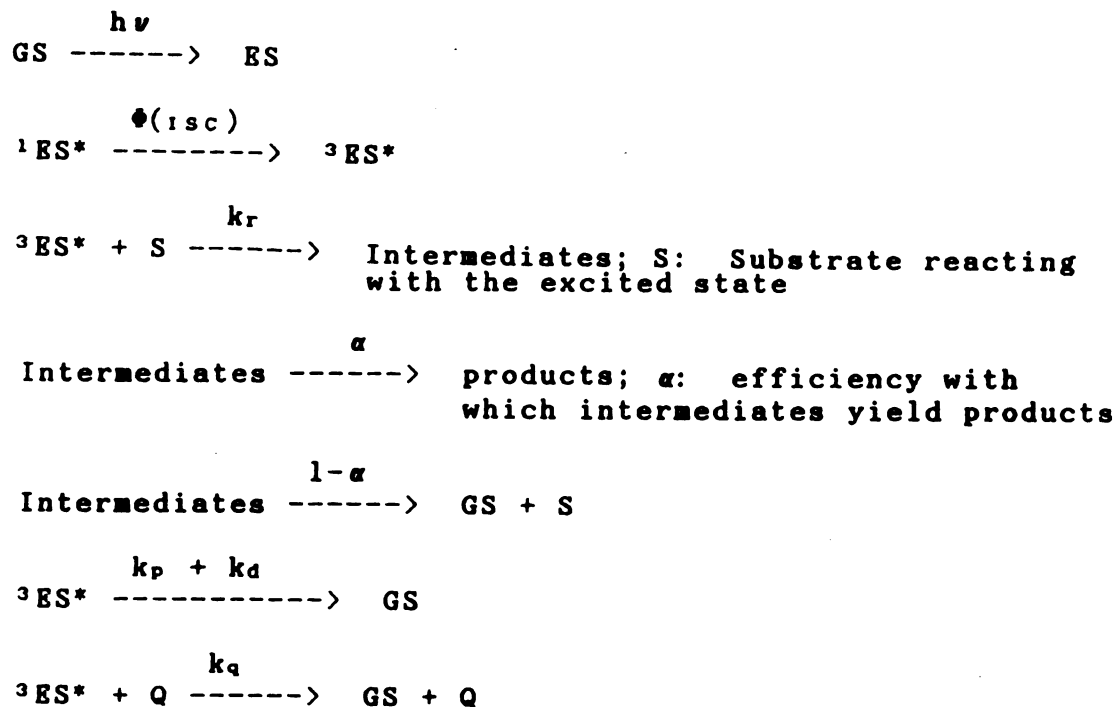 hν
GS ------> ES
Φ(ISC)
¹ES* --------> ³ES*
kr
³ES* + S ------> Intermediates; S: Substrate reacting
with the excited state
α
Intermediates ------> products; α: efficiency with
which intermediates yield products
1-α
Intermediates ------> GS + S
kp + kd
³ES* -----------> GS
kq
³ES* + Q ------> GS + Q